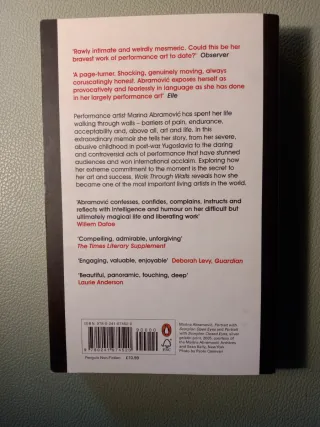 'Rawly intimate and weirdly mesmeric. Could this be her
bravest work of performance art to date?' Observer
'A page-turner. Shocking, genuinely moving, always
coruscatingly honest. Abramović exposes herself as
provocatively and fearlessly in language as she has done
in her largely performance art' Elle
Performance artist Marina Abramović has spent her life
walking through walls – barriers of pain, endurance,
acceptability and, above all, art and life. In this
extraordinary memoir she tells her story, from her severe,
abusive childhood in post-war Yugoslavia to the daring
and controversial acts of performance that have stunned
audiences and won international acclaim. Exploring how
her extreme commitment to the moment is the secret to
her art and success, Walk Through Walls reveals how she
became one of the most important living artists in the world.
'Abramović confesses, confides, complains, instructs and
reflects with intelligence and humour on her difficult but
ultimately magical life and liberating work'
Willem Dafoe
'Compelling, admirable, unforgiving'
The Times Literary Supplement
'Engaging, valuable, enjoyable' Deborah Levy, Guardian
'Beautiful, panoramic, touching, deep'
Laurie Anderson
90000
FSC
Penguin Non-Fiction